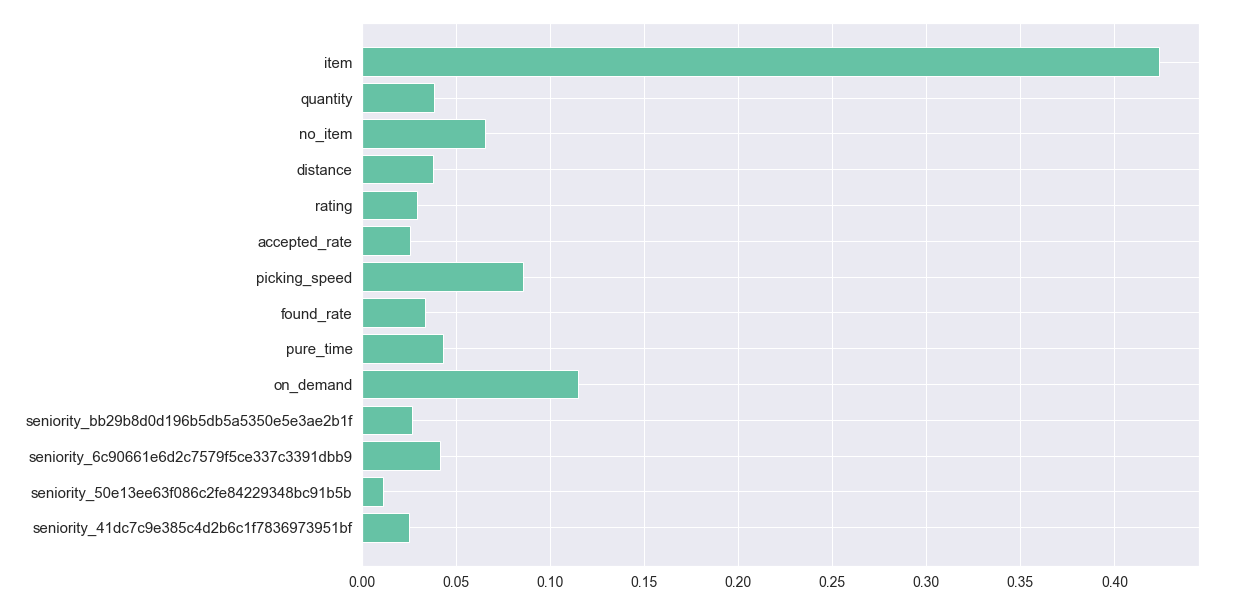 item
quantity
no_item
distance
rating
accepted_rate
picking_speed
found_rate
pure_time
on_demand
seniority_bb29b8d0d196b5db5a5350e5e3ae2b1f
seniority_6c90661e6d2c7579f5ce337c3391dbb9
seniority_50e13ee63f086c2fe84229348bc91b5b
seniority_41dc7c9e385c4d2b6c1f7836973951bf
0.00 0.05 0.10 0.15 0.20 0.25 0.30 0.35 0.40